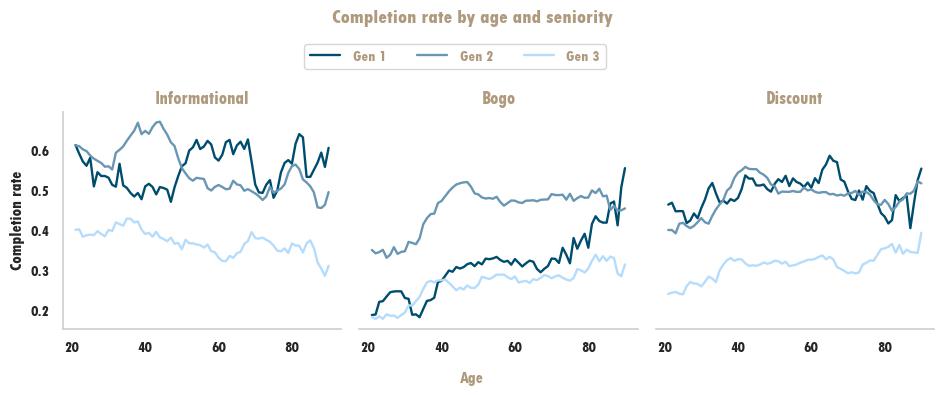 Completion rate by age and seniority
Gen 1 Gen 2 Gen 3
Informational Bogo Discount
Completion rate
0.6
0.5
0.4
0.3
0.2
20 40 60 80 20 40 60 80 20 40 60 80
Age